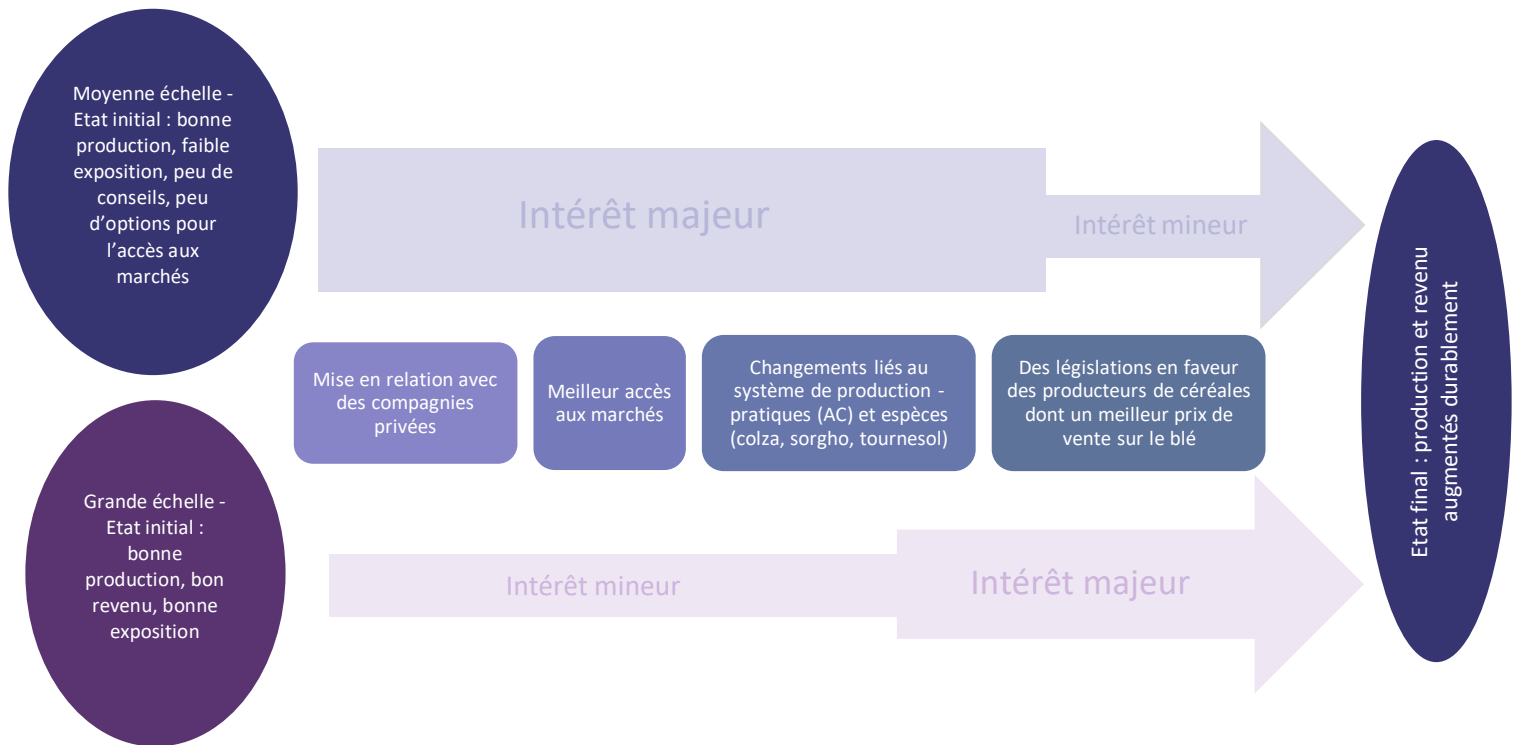 Moyenne échelle -
Etat initial : bonne
production, faible
exposition, peu de
conseils, peu
d’options pour
l’accès aux
marchés
Intérêt majeur
Intérêt mineur
Mise en relation avec
des compagnies
privées
Meilleur accès
aux marchés
Changements liés au
système de production -
pratiques (AC) et espèces
(colza, sorgho, tournesol)
Des législations en faveur
des producteurs de céréales
dont un meilleur prix de
vente sur le blé
Grande échelle -
Etat initial :
bonne
production, bon
revenu, bonne
exposition
Intérêt mineur
Intérêt majeur
Etat final : production et revenu
augmentés durablement